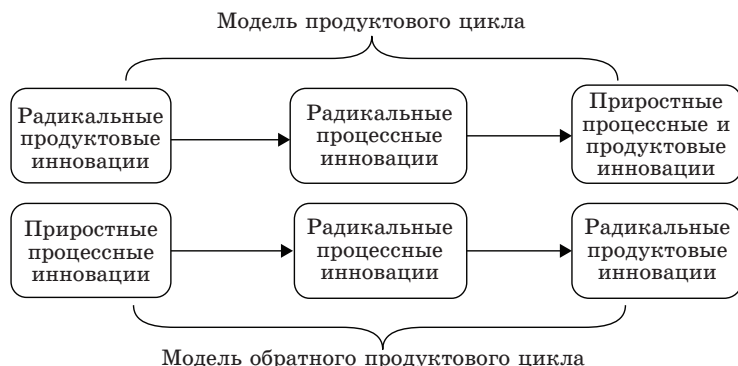 Модель продуктового цикла
Радикальные
продуктовые
инновации
Радикальные
процессные
инновации
Приростные
процессные и
продуктовые
инновации
Приростные
процессные
инновации
Радикальные
процессные
инновации
Радикальные
продуктовые
инновации
Модель обратного продуктового цикла